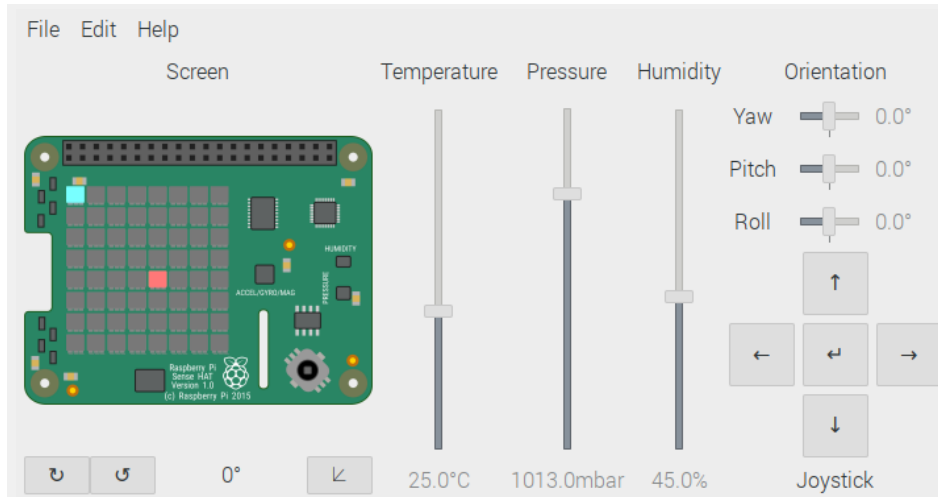 File Edit Help
Screen Temperature Pressure Humidity Orientation
Yaw 0.0°
Pitch 0.0°
Roll 0.0°
HUMIDITY
PRESSURE
ACCEL/GYRO/MAG
Raspberry Pi
Sense HAT
Version 1.0
(c) Raspberry Pi 2015
↑
← ↵ →
↓
↻ ↺ 0° 25.0°C 1013.0mbar 45.0% Joystick